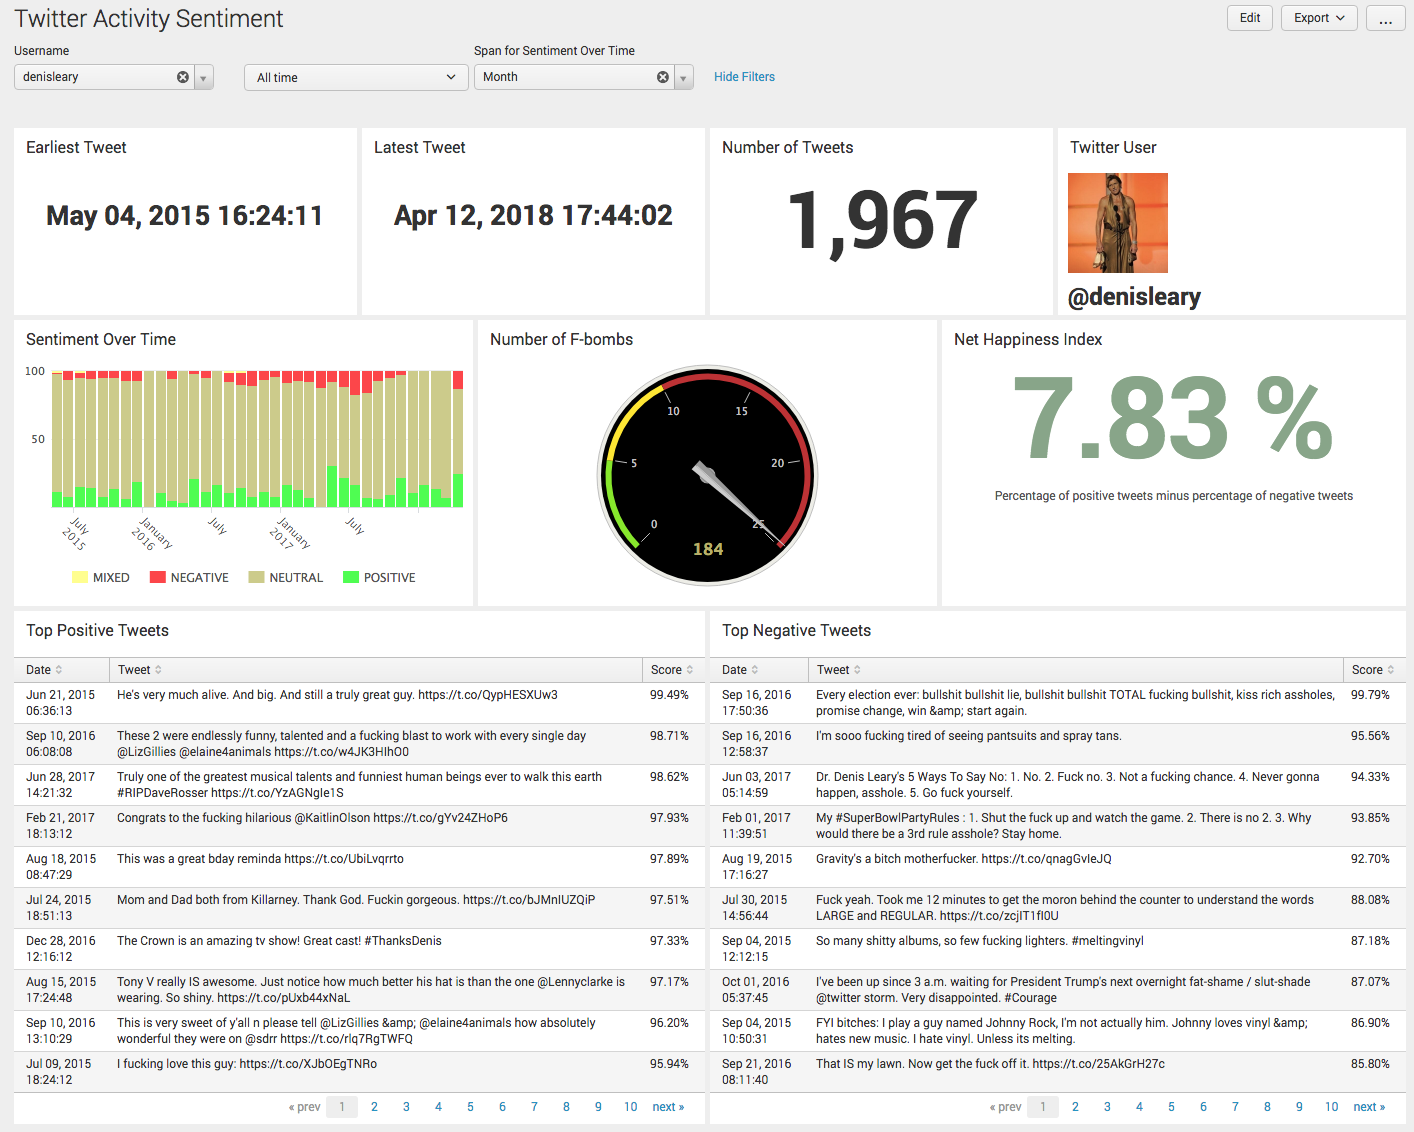 Twitter Activity Sentiment
Edit
Export
...
Username
Span for Sentiment Over Time
denisleary
All time
Month
Hide Filters
Earliest Tweet
May 04, 2015 16:24:11
Latest Tweet
Apr 12, 2018 17:44:02
Number of Tweets
1,967
Twitter User
@denisleary
Sentiment Over Time
100
50
July
2015
January
2016
July
January
2017
July
MIXED
NEGATIVE
NEUTRAL
POSITIVE
Number of F-bombs
0
5
10
15
20
25
184
Net Happiness Index
7.83 %
Percentage of positive tweets minus percentage of negative tweets
Top Positive Tweets
Date
Tweet
Score
Jun 21, 2015
06:36:13
He's very much alive. And big. And still a truly great guy. https://t.co/QypHESXUw3
99.49%
Sep 10, 2016
06:08:08
These 2 were endlessly funny, talented and a fucking blast to work with every single day
@LizGillies @elaine4animals https://t.co/w4JK3HIhO0
98.71%
Jun 28, 2017
14:21:32
Truly one of the greatest musical talents and funniest human beings ever to walk this earth
#RIPDaveRosser https://t.co/YzAGNgle1S
98.62%
Feb 21, 2017
18:13:12
Congrats to the fucking hilarious @KaitlinOlson https://t.co/gYv24ZHoP6
97.93%
Aug 18, 2015
08:47:29
This was a great bday reminda https://t.co/UbiLvqrrto
97.89%
Jul 24, 2015
18:51:13
Mom and Dad both from Killarney. Thank God. Fuckin gorgeous. https://t.co/bJMnIUZQiP
97.51%
Dec 28, 2016
12:16:12
The Crown is an amazing tv show! Great cast! #ThanksDenis
97.33%
Aug 15, 2015
17:24:48
Tony V really IS awesome. Just notice how much better his hat is than the one @Lennyclarke is
wearing. So shiny. https://t.co/pUxb44xNaL
97.17%
Sep 10, 2016
13:10:29
This is very sweet of y'all n please tell @LizGillies &amp; @elaine4animals how absolutely
wonderful they were on @sdrr https://t.co/rlq7RgTWFQ
96.20%
Jul 09, 2015
18:24:12
I fucking love this guy: https://t.co/XJbOEgTNRo
95.94%
« prev 1 2 3 4 5 6 7 8 9 10 next »
Top Negative Tweets
Date
Tweet
Score
Sep 16, 2016
17:50:36
Every election ever: bullshit bullshit lie, bullshit bullshit TOTAL fucking bullshit, kiss rich assholes,
promise change, win &amp; start again.
99.79%
Sep 16, 2016
12:58:37
I'm sooo fucking tired of seeing pantsuits and spray tans.
95.56%
Jun 03, 2017
05:14:59
Dr. Denis Leary's 5 Ways To Say No: 1. No. 2. Fuck no. 3. Not a fucking chance. 4. Never gonna
happen, asshole. 5. Go fuck yourself.
94.33%
Feb 01, 2017
11:39:51
My #SuperBowlPartyRules : 1. Shut the fuck up and watch the game. 2. There is no 2. 3. Why
would there be a 3rd rule asshole? Stay home.
93.85%
Aug 19, 2015
17:16:27
Gravity's a bitch motherfucker. https://t.co/qnagGvleJQ
92.70%
Jul 30, 2015
14:56:44
Fuck yeah. Took me 12 minutes to get the moron behind the counter to understand the words
LARGE and REGULAR. https://t.co/zcjIT1fI0U
88.08%
Sep 04, 2015
12:12:15
So many shitty albums, so few fucking lighters. #meltingvinyl
87.18%
Oct 01, 2016
05:37:45
I've been up since 3 a.m. waiting for President Trump's next overnight fat-shame / slut-shade
@twitter storm. Very disappointed. #Courage
87.07%
Sep 04, 2015
10:50:31
FYI bitches: I play a guy named Johnny Rock, I'm not actually him. Johnny loves vinyl &amp;
hates new music. I hate vinyl. Unless its melting.
86.90%
Sep 21, 2016
08:11:40
That IS my lawn. Now get the fuck off it. https://t.co/25AkGrH27c
85.80%
« prev 1 2 3 4 5 6 7 8 9 10 next »